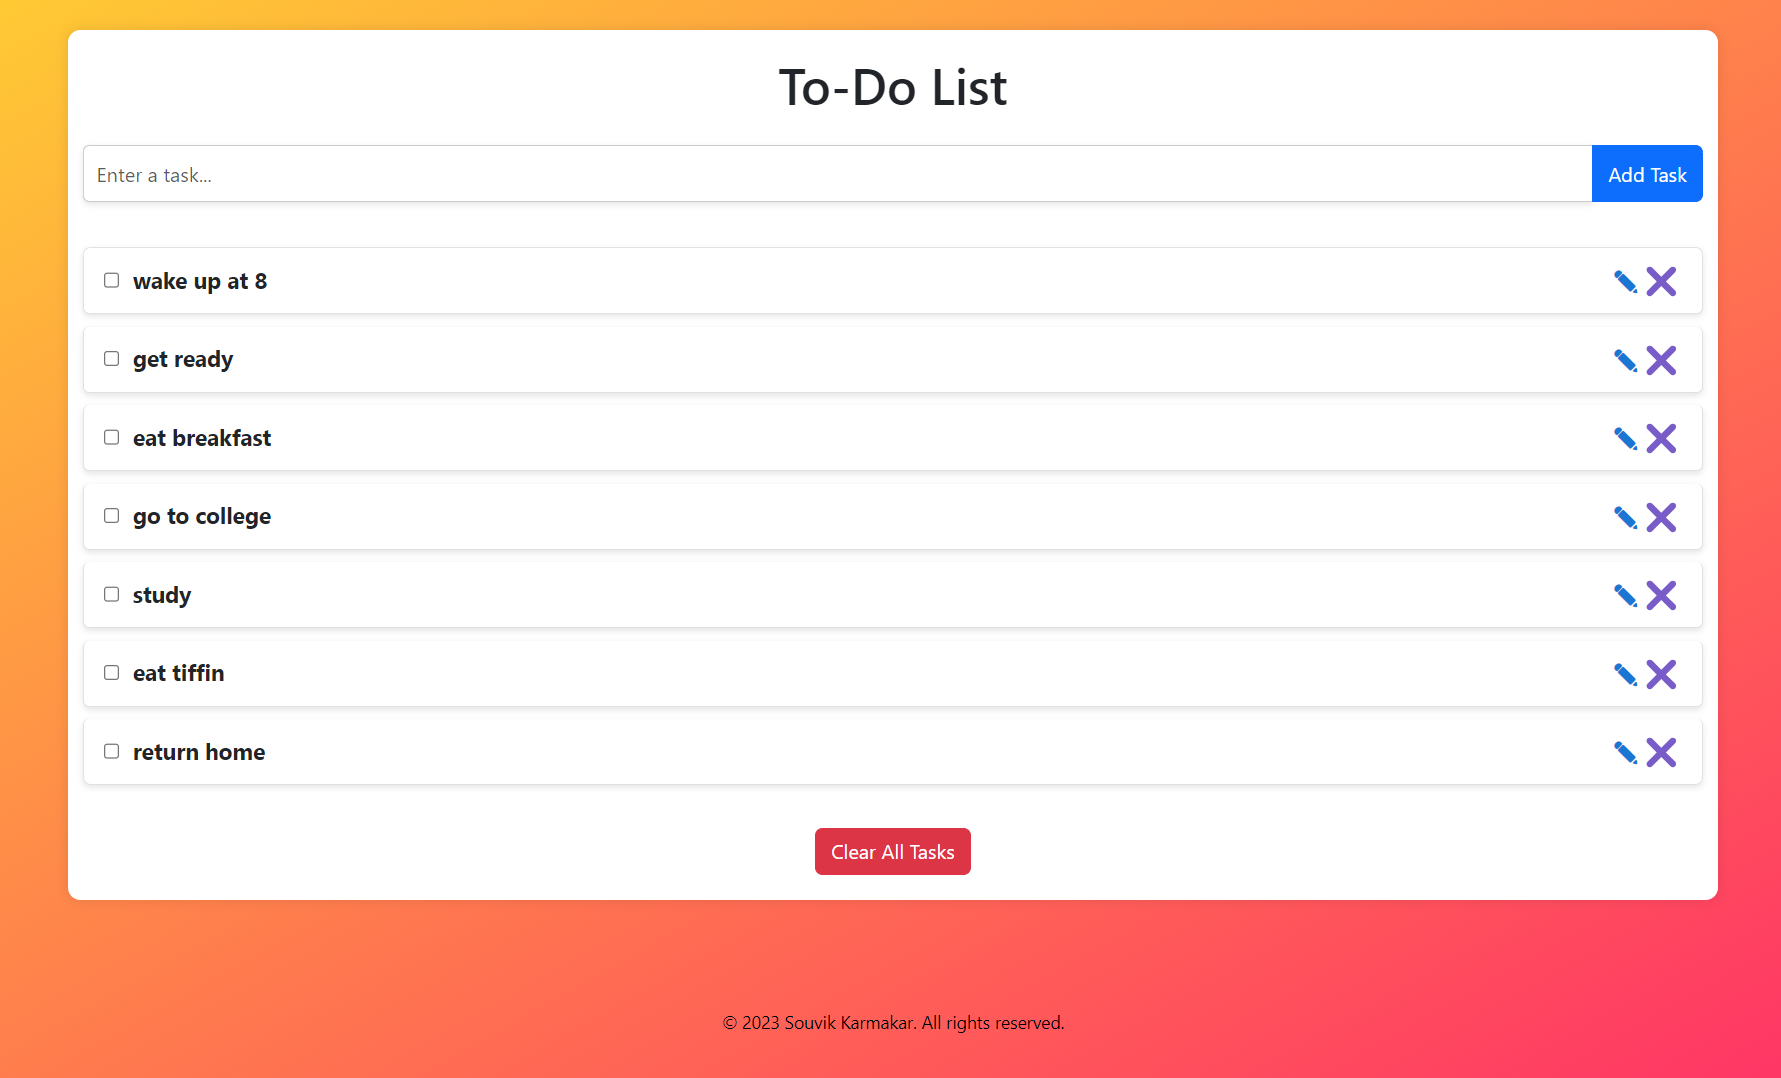 To-Do List
Enter a task...
Add Task
wake up at 8
get ready
eat breakfast
go to college
study
eat tiffin
return home
Clear All Tasks
© 2023 Souvik Karmakar. All rights reserved.